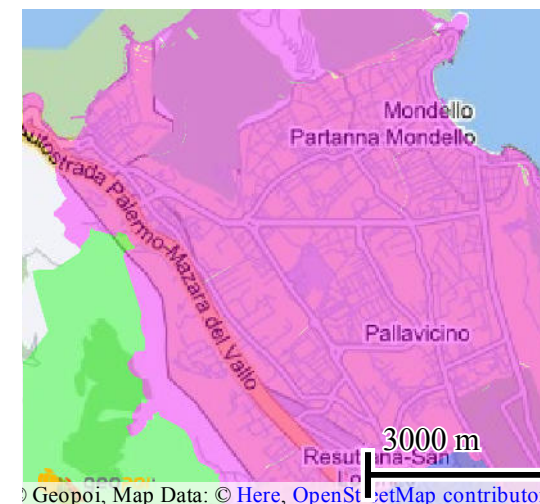 Mondello
Partanna Mondello
Autostrada Palermo-Mazara del Vallo
Pallavicino
3000 m
Geopoi, Map Data: © Here, OpenStreetMap contributo